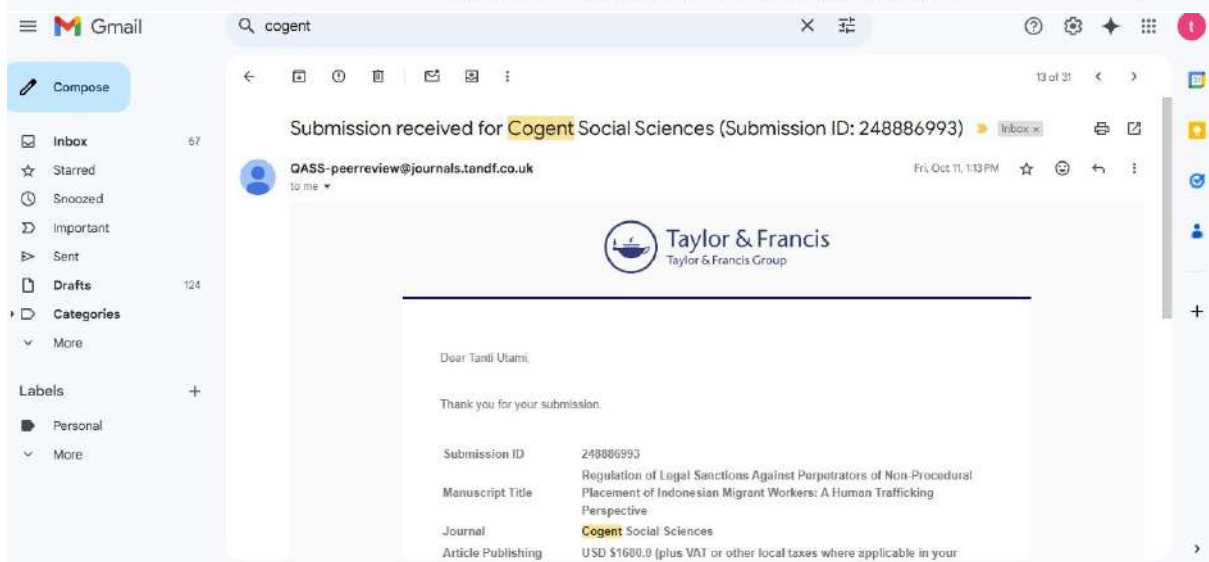 Gmail
cogent
Compose
13 of 31
Submission received for Cogent Social Sciences (Submission ID: 248886993)
Inbox ×
Inbox 67
Starred
Snoozed
Important
Sent
Drafts 124
Categories
More
Labels
Personal
More
QASS-peerreview@journals.tandf.co.uk
Fri, Oct 11, 1:13 PM
to me
Taylor & Francis
Taylor & Francis Group
Dear Tanti Utami,
Thank you for your submission.
Submission ID 248886993
Manuscript Title Regulation of Legal Sanctions Against Perpetrators of Non-Procedural
Placement of Indonesian Migrant Workers: A Human Trafficking
Perspective
Journal Cogent Social Sciences
Article Publishing USD $1680.0 (plus VAT or other local taxes where applicable in your
t